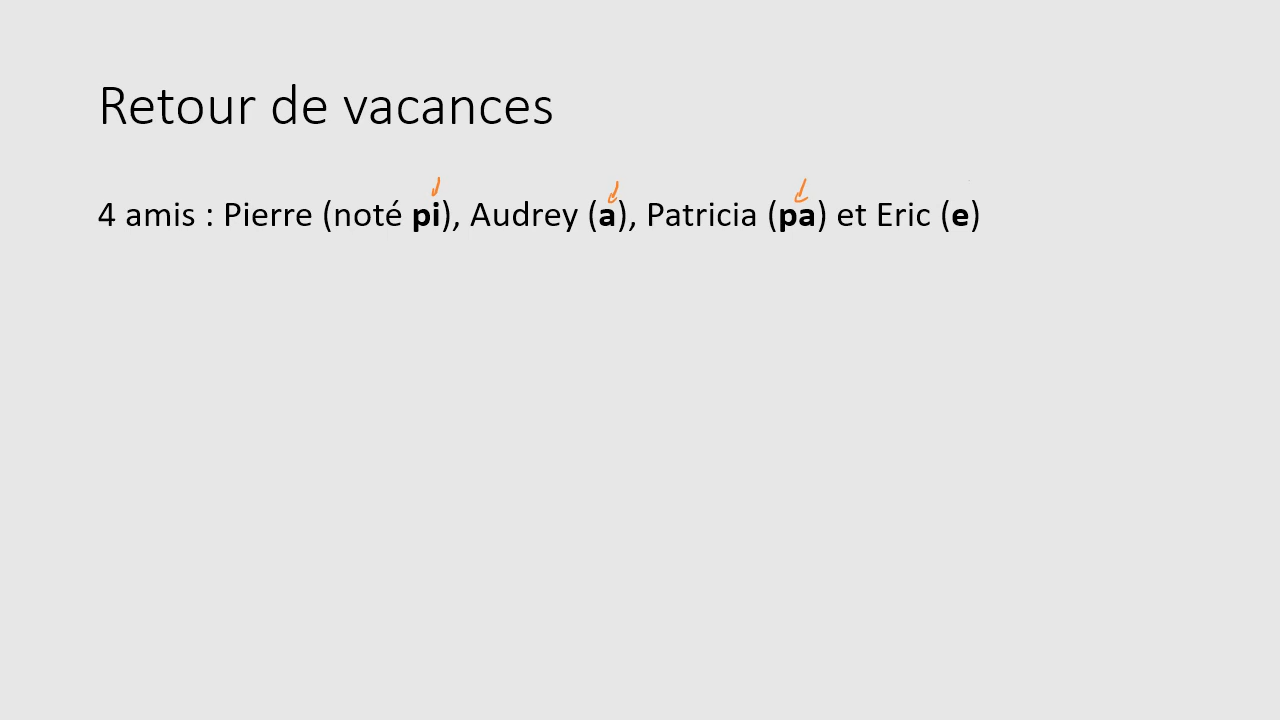 Retour de vacances
4 amis : Pierre (noté pi), Audrey (a), Patricia (pa) et Eric (e)